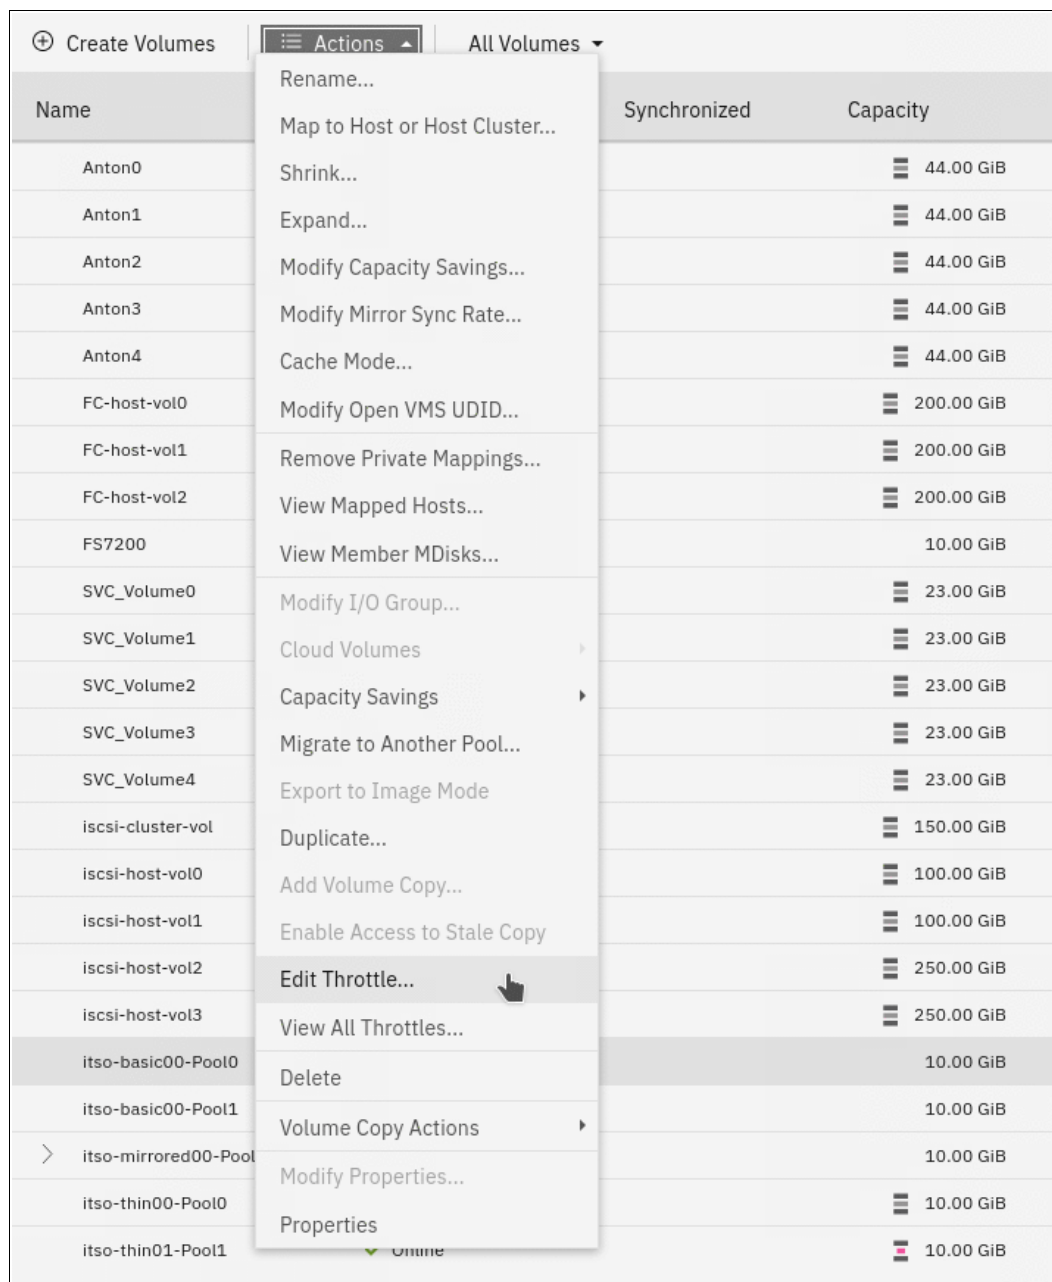 Create Volumes Actions All Volumes
Name Synchronized Capacity
Rename...
Map to Host or Host Cluster...
Shrink...
Expand...
Modify Capacity Savings...
Modify Mirror Sync Rate...
Cache Mode...
Modify Open VMS UDID...
Remove Private Mappings...
View Mapped Hosts...
View Member MDisks...
Modify I/O Group...
Cloud Volumes
Capacity Savings
Migrate to Another Pool...
Export to Image Mode
Duplicate...
Add Volume Copy...
Enable Access to Stale Copy
Edit Throttle...
View All Throttles...
Delete
Volume Copy Actions
Modify Properties...
Properties
Anton0 44.00 GiB
Anton1 44.00 GiB
Anton2 44.00 GiB
Anton3 44.00 GiB
Anton4 44.00 GiB
FC-host-vol0 200.00 GiB
FC-host-vol1 200.00 GiB
FC-host-vol2 200.00 GiB
FS7200 10.00 GiB
SVC_Volume0 23.00 GiB
SVC_Volume1 23.00 GiB
SVC_Volume2 23.00 GiB
SVC_Volume3 23.00 GiB
SVC_Volume4 23.00 GiB
iscsi-cluster-vol 150.00 GiB
iscsi-host-vol0 100.00 GiB
iscsi-host-vol1 100.00 GiB
iscsi-host-vol2 250.00 GiB
iscsi-host-vol3 250.00 GiB
itso-basic00-Pool0 10.00 GiB
itso-basic00-Pool1 10.00 GiB
itso-mirrored00-Pool 10.00 GiB
itso-thin00-Pool0 10.00 GiB
itso-thin01-Pool1 Online 10.00 GiB